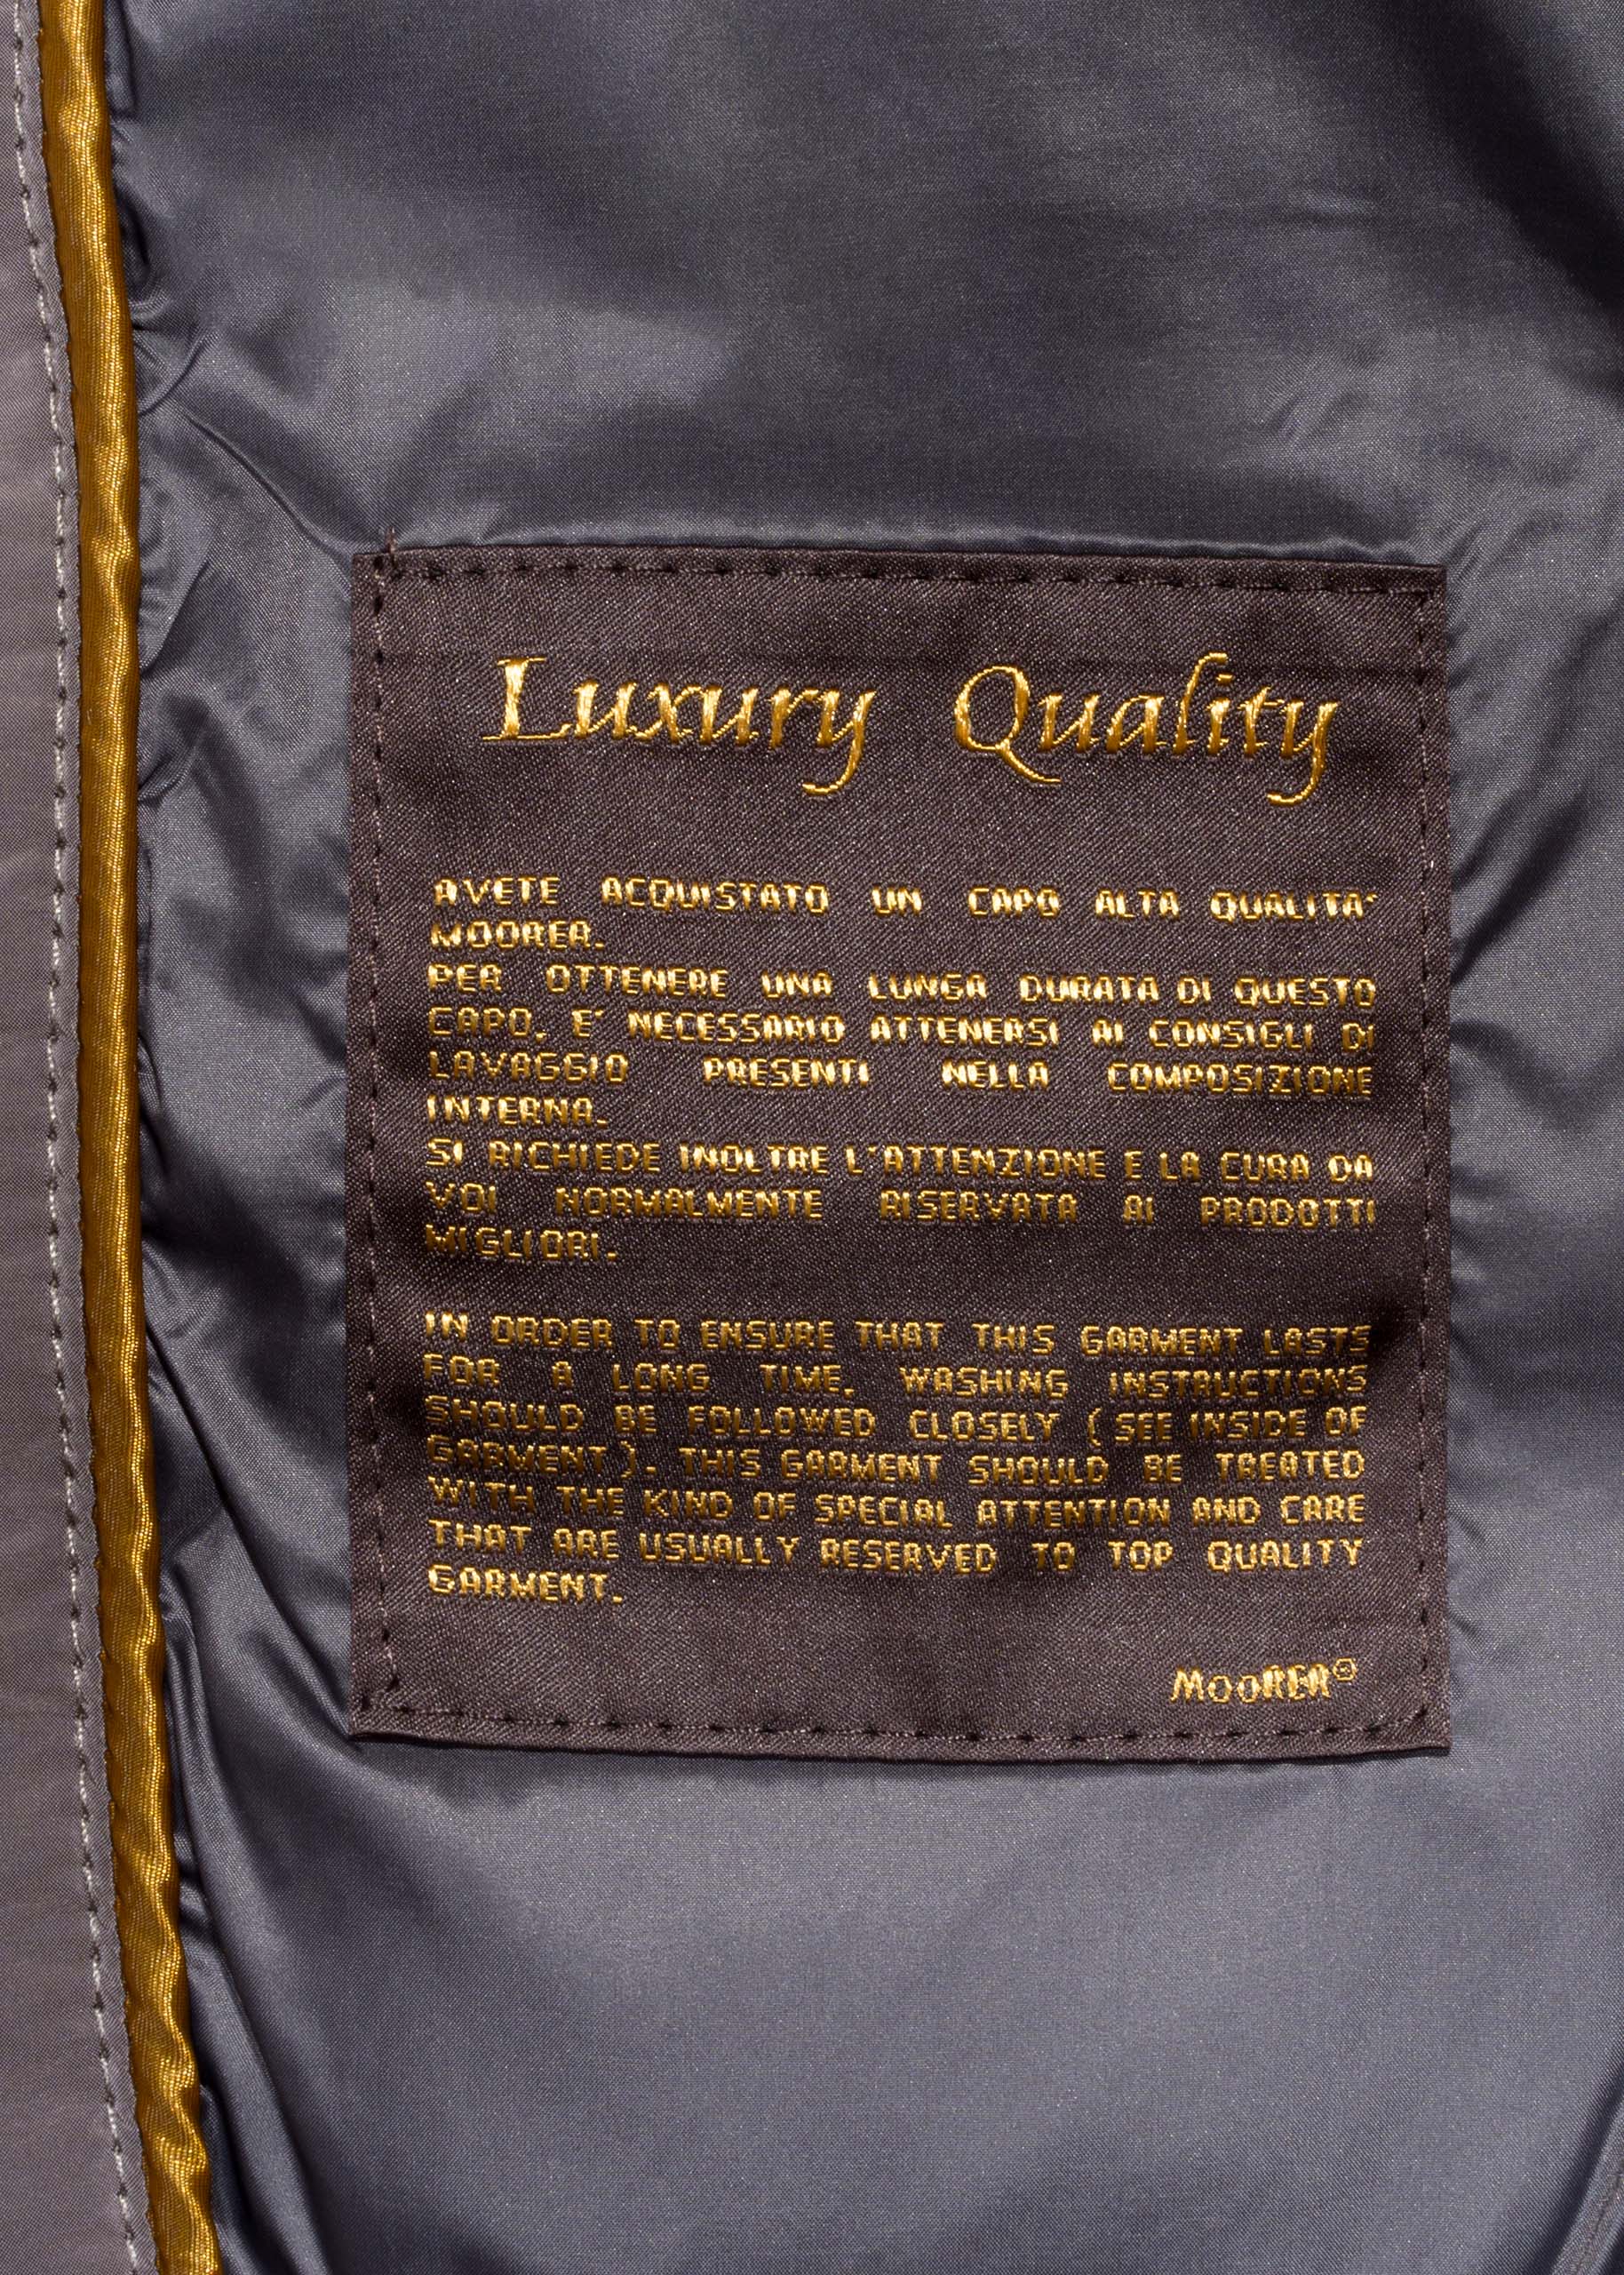 Luxury Quality
AVETE ACQUISTATO UN CAPO ALTA QUALITA'
MOORER.
PER OTTENERE UNA LUNGA DURATA DI QUESTO
CAPO, E' NECESSARIO ATTENERSI AI CONSIGLI DI
LAVAGGIO PRESENTI NELLA COMPOSIZIONE
INTERNA.
SI RICHIEDE INOLTRE L'ATTENZIONE E LA CURA DA
VOI NORMALMENTE RISERVATA AI PRODOTTI
MIGLIORI.
IN ORDER TO ENSURE THAT THIS GARMENT LASTS
FOR A LONG TIME, WASHING INSTRUCTIONS
SHOULD BE FOLLOWED CLOSELY (SEE INSIDE OF
GARMENT). THIS GARMENT SHOULD BE TREATED
WITH THE KIND OF SPECIAL ATTENTION AND CARE
THAT ARE USUALLY RESERVED TO TOP QUALITY
GARMENT.
MOORER®